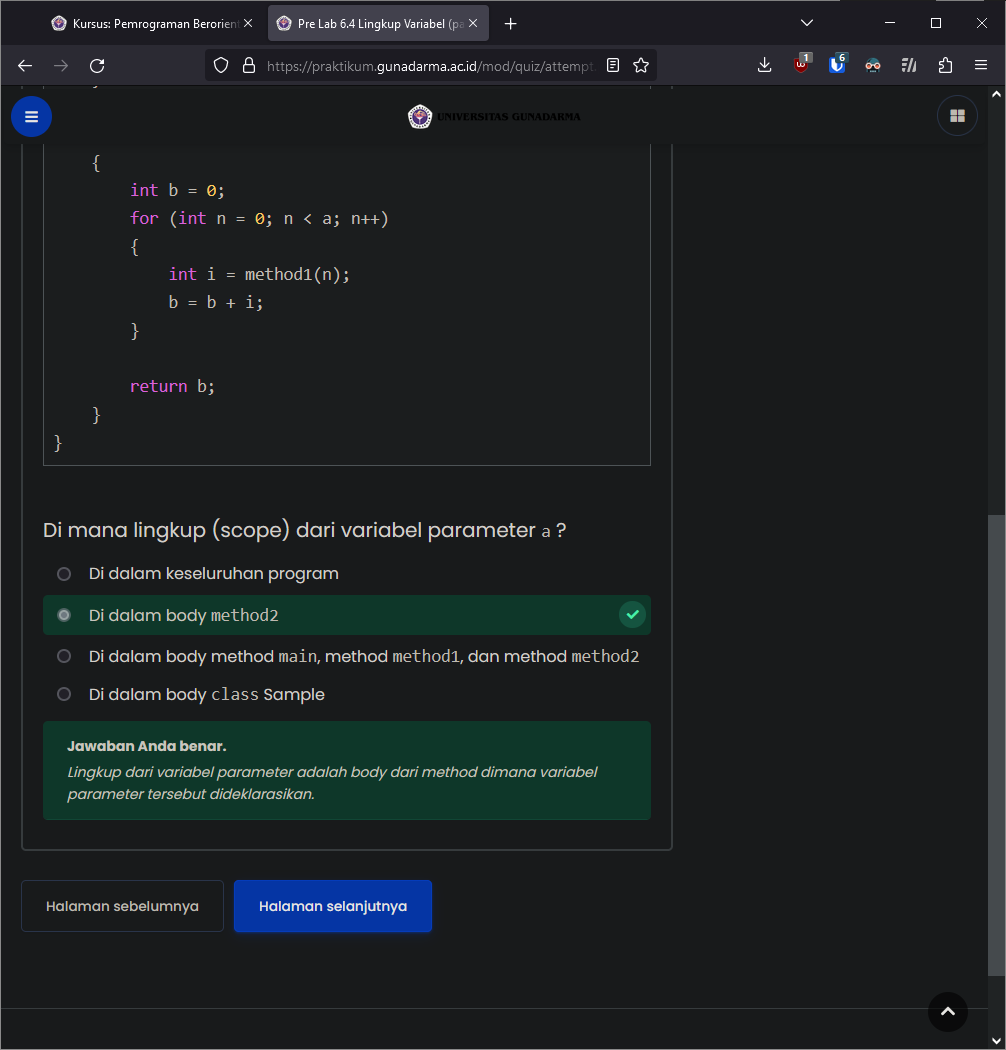 Kursus: Pemrograman Berorien
Pre Lab 6.4 Lingkup Variabel (pa
https://praktikum.gunadarma.ac.id/mod/quiz/attempt.
1
6
UNIVERSITAS GUNADARMA
{
int b = 0;
for (int n = 0; n < a; n++)
{
int i = method1(n);
b = b + i;
}
return b;
}
}
Di mana lingkup (scope) dari variabel parameter a ?
Di dalam keseluruhan program
Di dalam body method2
Di dalam body method main, method method1, dan method method2
Di dalam body class Sample
Jawaban Anda benar.
Lingkup dari variabel parameter adalah body dari method dimana variabel
parameter tersebut dideklarasikan.
Halaman sebelumnya
Halaman selanjutnya